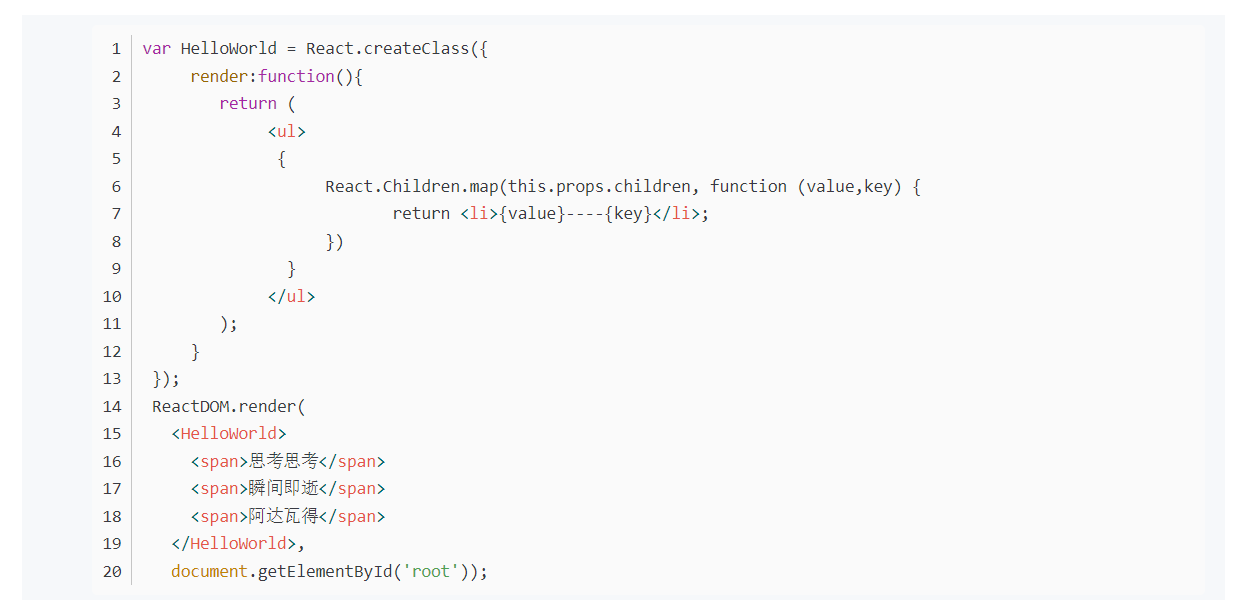 1 var HelloWorld = React.createClass({
2 render:function(){
3 return (
4 <ul>
5 {
6 React.Children.map(this.props.children, function (value,key) {
7 return <li>{value}----{key}</li>;
8 })
9 }
10 </ul>
11 );
12 }
13 });
14 ReactDOM.render(
15 <HelloWorld>
16 <span>思考思考</span>
17 <span>瞬间即逝</span>
18 <span>阿达瓦得</span>
19 </HelloWorld>,
20 document.getElementById('root'));